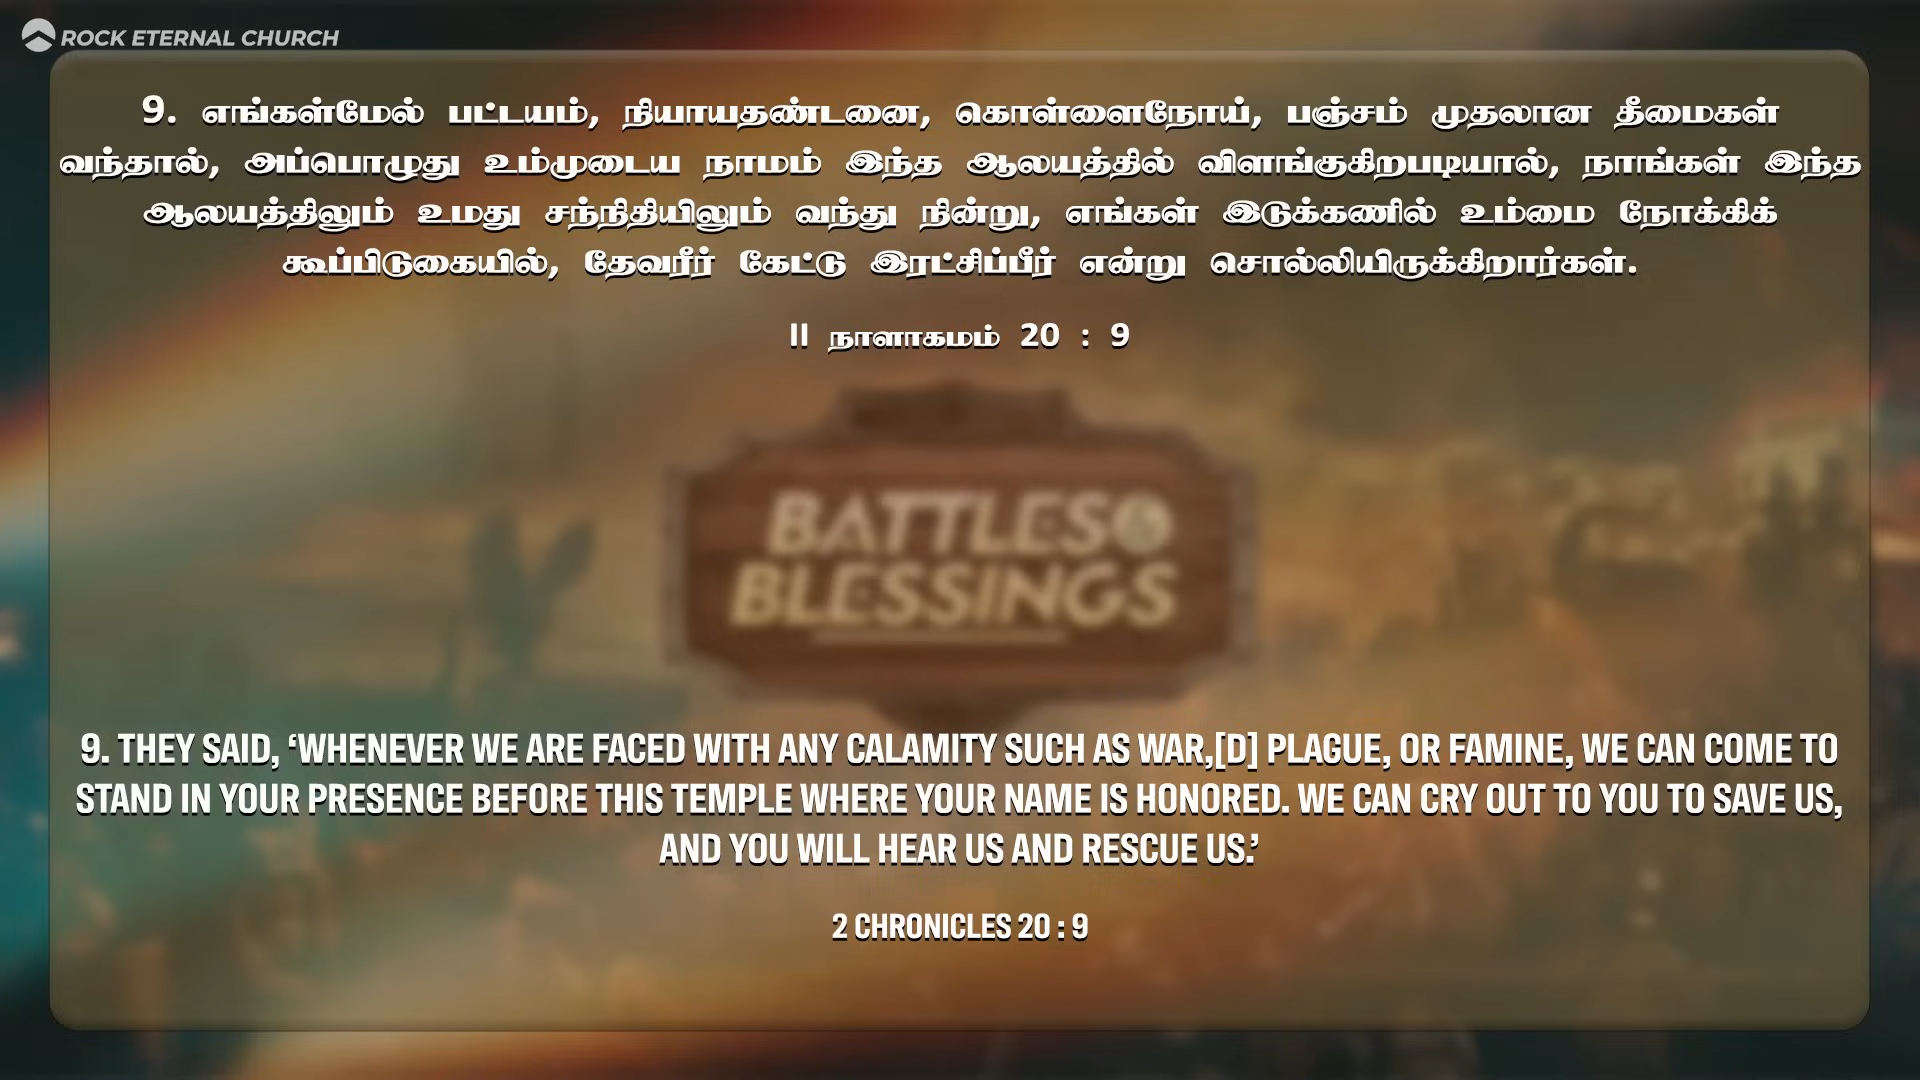 ROCK ETERNAL CHURCH
9. எங்கள்மேல் பட்டயம், நியாயதண்டனை, கொள்ளைநோய், பஞ்சம் முதலான தீமைகள்
வந்தால், அப்பொழுது உம்முடைய நாமம் இந்த ஆலயத்தில் விளங்குகிறபடியால், நாங்கள் இந்த
ஆலயத்திலும் உமது சந்நிதியிலும் வந்து நின்று, எங்கள் இடுக்கணில் உம்மை நோக்கிக்
கூப்பிடுகையில், தேவரீர் கேட்டு இரட்சிப்பீர் என்று சொல்லியிருக்கிறார்கள்.
II நாளாகமம் 20 : 9
BATTLES &
BLESSINGS
9. THEY SAID, ‘WHENEVER WE ARE FACED WITH ANY CALAMITY SUCH AS WAR,[D] PLAGUE, OR FAMINE, WE CAN COME TO
STAND IN YOUR PRESENCE BEFORE THIS TEMPLE WHERE YOUR NAME IS HONORED. WE CAN CRY OUT TO YOU TO SAVE US,
AND YOU WILL HEAR US AND RESCUE US.’
2 CHRONICLES 20 : 9